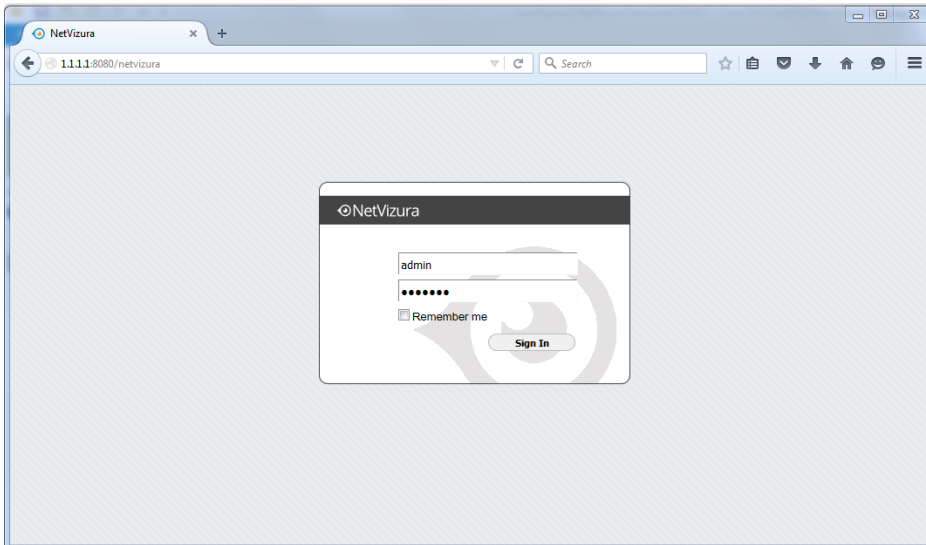 NetVizura
1.1.1.1:8080/netvizura
Search
NetVizura
admin
•••••••
Remember me
Sign In